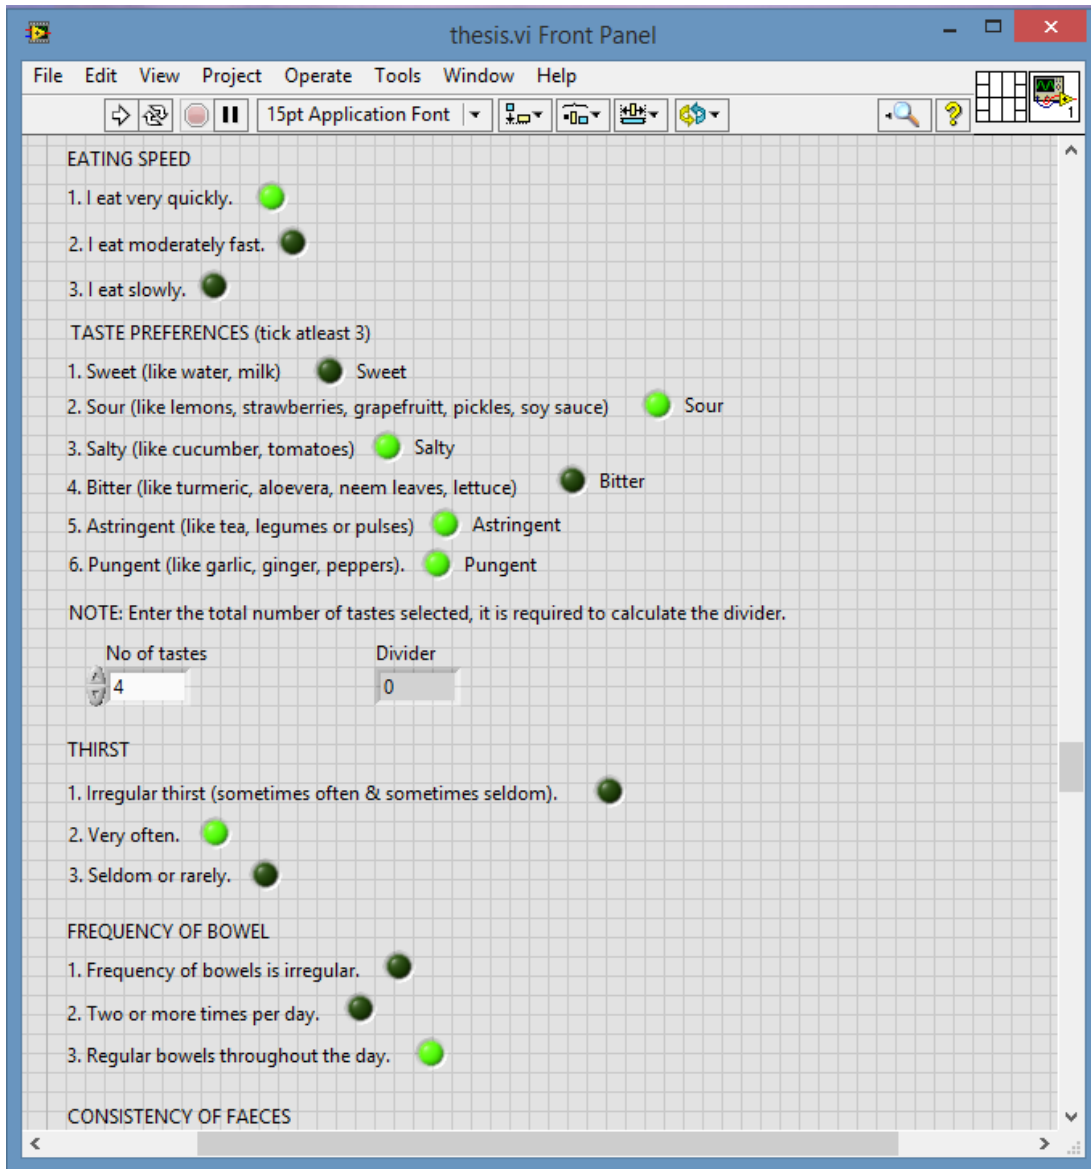 thesis.vi Front Panel
File Edit View Project Operate Tools Window Help
15pt Application Font
1
EATING SPEED
1. I eat very quickly.
2. I eat moderately fast.
3. I eat slowly.
TASTE PREFERENCES (tick atleast 3)
1. Sweet (like water, milk) Sweet
2. Sour (like lemons, strawberries, grapefruitt, pickles, soy sauce) Sour
3. Salty (like cucumber, tomatoes) Salty
4. Bitter (like turmeric, aloevera, neem leaves, lettuce) Bitter
5. Astringent (like tea, legumes or pulses) Astringent
6. Pungent (like garlic, ginger, peppers). Pungent
NOTE: Enter the total number of tastes selected, it is required to calculate the divider.
No of tastes Divider
4 0
THIRST
1. Irregular thirst (sometimes often & sometimes seldom).
2. Very often.
3. Seldom or rarely.
FREQUENCY OF BOWEL
1. Frequency of bowels is irregular.
2. Two or more times per day.
3. Regular bowels throughout the day.
CONSISTENCY OF FAECES